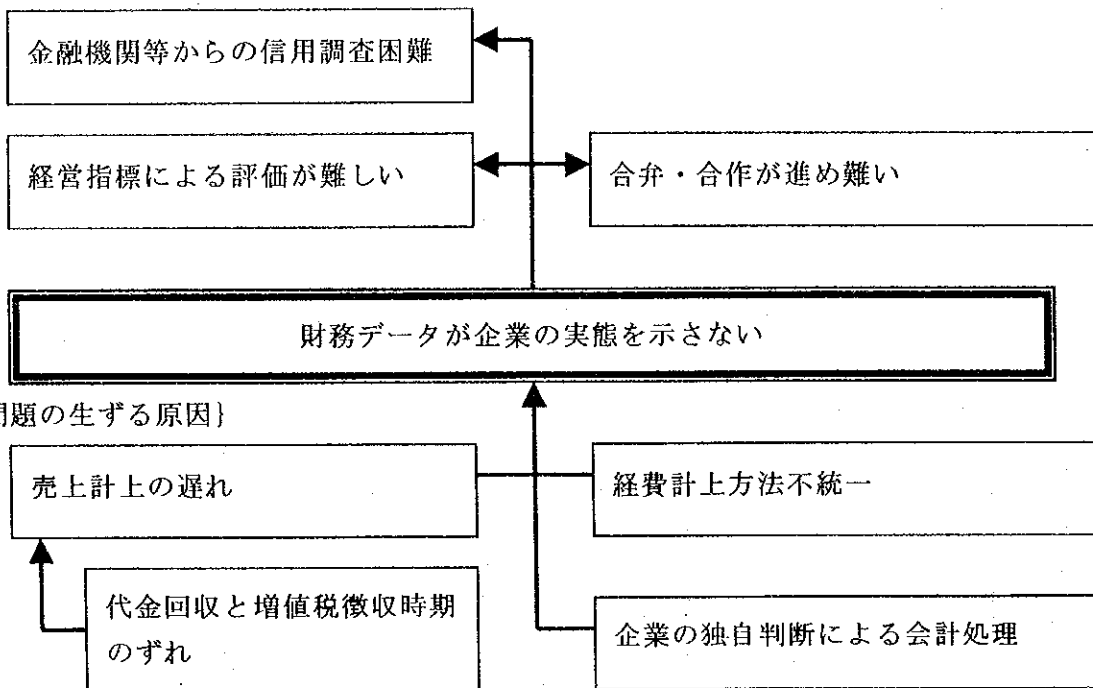 金融機関等からの信用調査困難
経営指標による評価が難しい
合弁・合作が進め難い
財務データが企業の実態を示さない
題の生ずる原因}
売上計上の遅れ
経費計上方法不統一
代金回収と増値税徴収時期
のずれ
企業の独自判断による会計処理